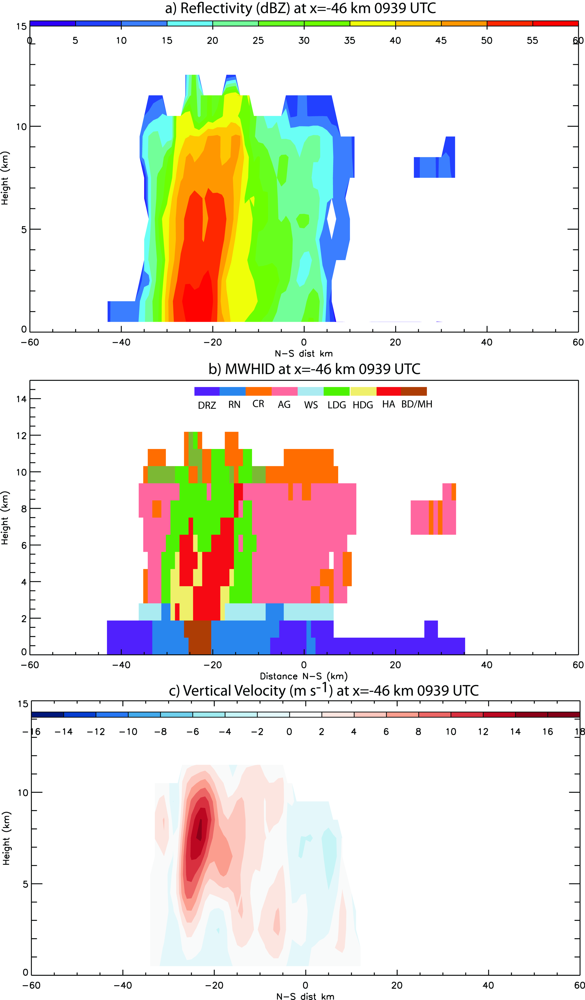 a) Reflectivity (dBZ) at x=-46 km 0939 UTC
15
0 5 10 15 20 25 30 35 40 45 50 55 60
10
Height (km)
5
0
−60 −40 −20 0 20 40 60
N−S dist km
b) MWHID at x=-46 km 0939 UTC
14
DRZ RN CR AG WS LDG HDG HA BD/MH
12
10
Height (km)
8
6
4
2
0
−60 −40 −20 0 20 40 60
Distance N−S (km)
c) Vertical Velocity (m s-1) at x=-46 km 0939 UTC
15
−16 −14 −12 −10 −8 −6 −4 −2 0 2 4 6 8 10 12 14 16 18
10
Height (km)
5
0
−60 −40 −20 0 20 40 60
N−S dist km